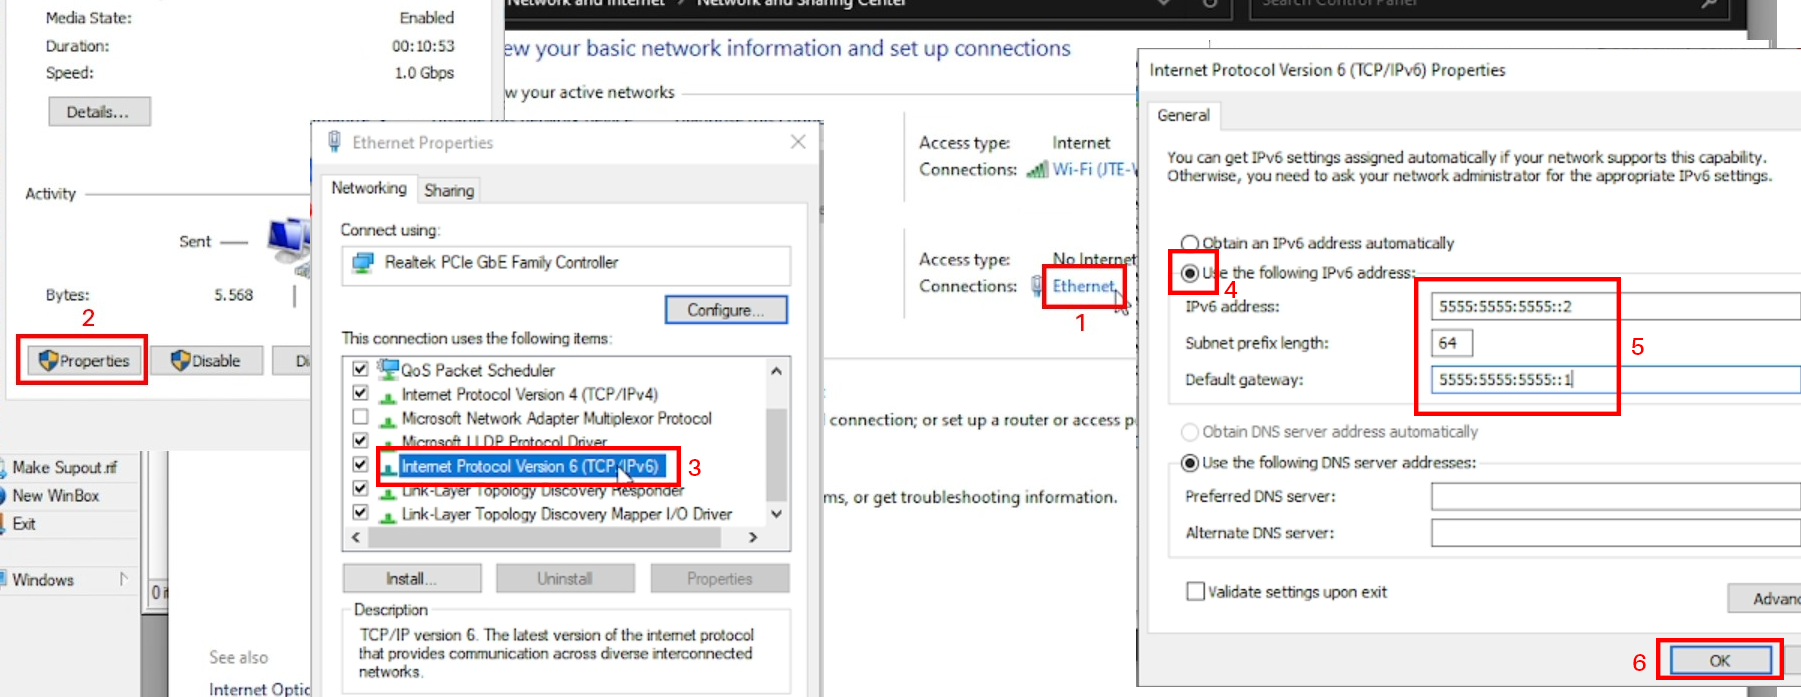 Media State: Enabled
Duration: 00:10:53
Speed: 1.0 Gbps
Details...
Activity
Sent
Bytes: 5.568
2
Properties
Disable
Make Supout.rif
New WinBox
Exit
Windows
See also
Network and Internet > Network and Sharing Center
Search Control Panel
ew your basic network information and set up connections
w your active networks
Access type: Internet
Connections: Wi-Fi (JTE-
Access type: No Internet
Connections: Ethernet
1
connection; or set up a router or access p
ms, or get troubleshooting information.
Ethernet Properties
Networking
Sharing
Connect using:
Realtek PCIe GbE Family Controller
Configure...
This connection uses the following items:
QoS Packet Scheduler
Internet Protocol Version 4 (TCP/IPv4)
Microsoft Network Adapter Multiplexor Protocol
Microsoft LLDP Protocol Driver
Internet Protocol Version 6 (TCP/IPv6)
3
Link-Layer Topology Discovery Responder
Link-Layer Topology Discovery Mapper I/O Driver
Install...
Uninstall
Properties
Description
TCP/IP version 6. The latest version of the internet protocol
that provides communication across diverse interconnected
networks.
Internet Protocol Version 6 (TCP/IPv6) Properties
General
You can get IPv6 settings assigned automatically if your network supports this capability.
Otherwise, you need to ask your network administrator for the appropriate IPv6 settings.
Obtain an IPv6 address automatically
Use the following IPv6 address:
4
IPv6 address: 5555:5555:5555::2
Subnet prefix length: 64
5
Default gateway: 5555:5555:5555::1
Obtain DNS server address automatically
Use the following DNS server addresses:
Preferred DNS server:
Alternate DNS server:
Validate settings upon exit
Advanc
6
OK
Internet Optic